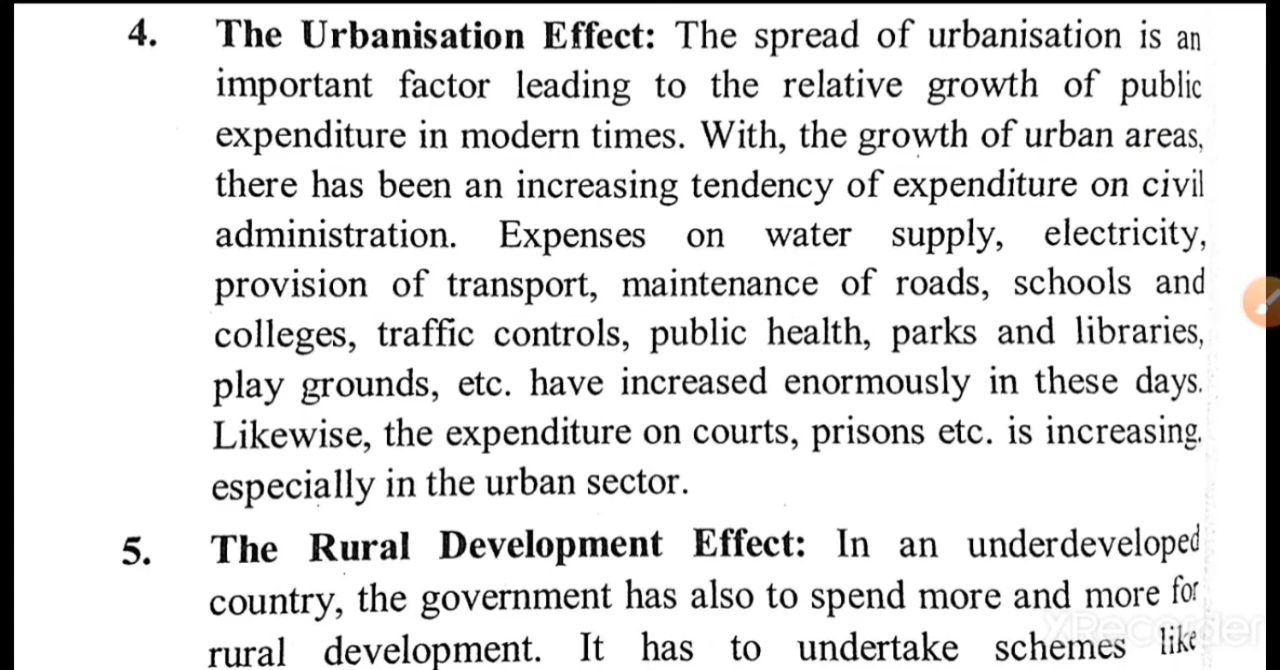 4. The Urbanisation Effect: The spread of urbanisation is an
important factor leading to the relative growth of public
expenditure in modern times. With, the growth of urban areas,
there has been an increasing tendency of expenditure on civil
administration. Expenses on water supply, electricity,
provision of transport, maintenance of roads, schools and
colleges, traffic controls, public health, parks and libraries,
play grounds, etc. have increased enormously in these days.
Likewise, the expenditure on courts, prisons etc. is increasing.
especially in the urban sector.
5. The Rural Development Effect: In an underdeveloped
country, the government has also to spend more and more for
rural development. It has to undertake schemes like
XRecorder